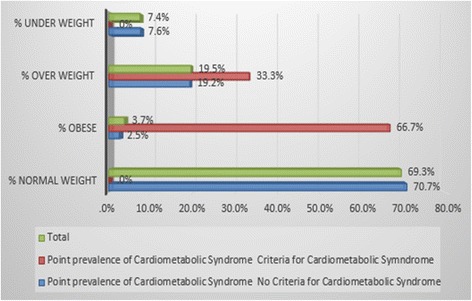 % UNDER WEIGHT
7.4%
0%
7.6%
% OVER WEIGHT
19.5%
33.3%
19.2%
% OBESE
3.7%
66.7%
2.5%
% NORMAL WEIGHT
69.3%
0%
70.7%
.0% 10.0% 20.0% 30.0% 40.0% 50.0% 60.0% 70.0% 80.0%
Total
Point prevalence of Cardiometabolic Syndrome Criteria for Cardiometabolic Symndrome
Point prevalence of Cardiometabolic Syndrome No Criteria for Cardiometabolic Syndrome